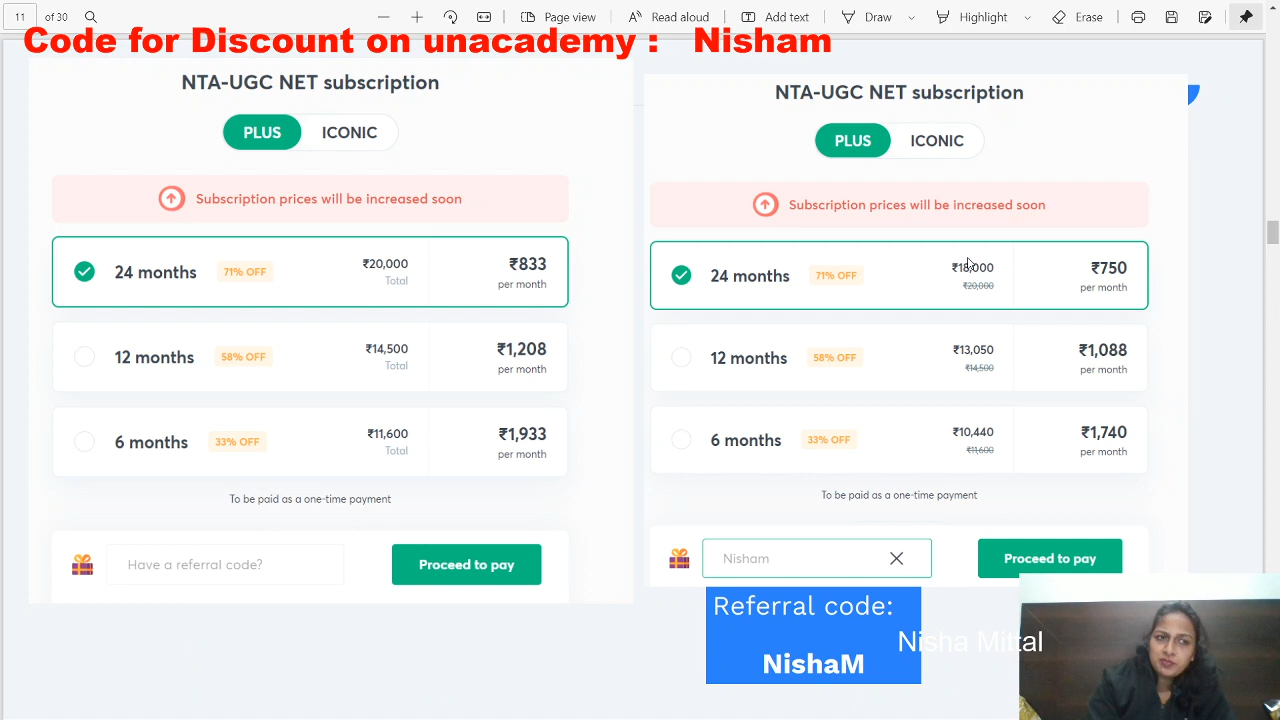 11 of 30 Page view Read aloud Add text Draw Highlight Erase
Code for Discount on unacademy : Nisham
NTA-UGC NET subscription
PLUS ICONIC
Subscription prices will be increased soon
24 months 71% OFF ₹20,000 ₹833
Total per month
12 months 58% OFF ₹14,500 ₹1,208
Total per month
6 months 33% OFF ₹11,600 ₹1,933
Total per month
To be paid as a one-time payment
Have a referral code? Proceed to pay
NTA-UGC NET subscription
PLUS ICONIC
Subscription prices will be increased soon
24 months 71% OFF ₹18,000 ₹750
₹20,000 per month
12 months 58% OFF ₹13,050 ₹1,088
₹14,500 per month
6 months 33% OFF ₹10,440 ₹1,740
₹11,600 per month
To be paid as a one-time payment
Nisham Proceed to pay
Referral code:
NishaM
Nisha Mittal